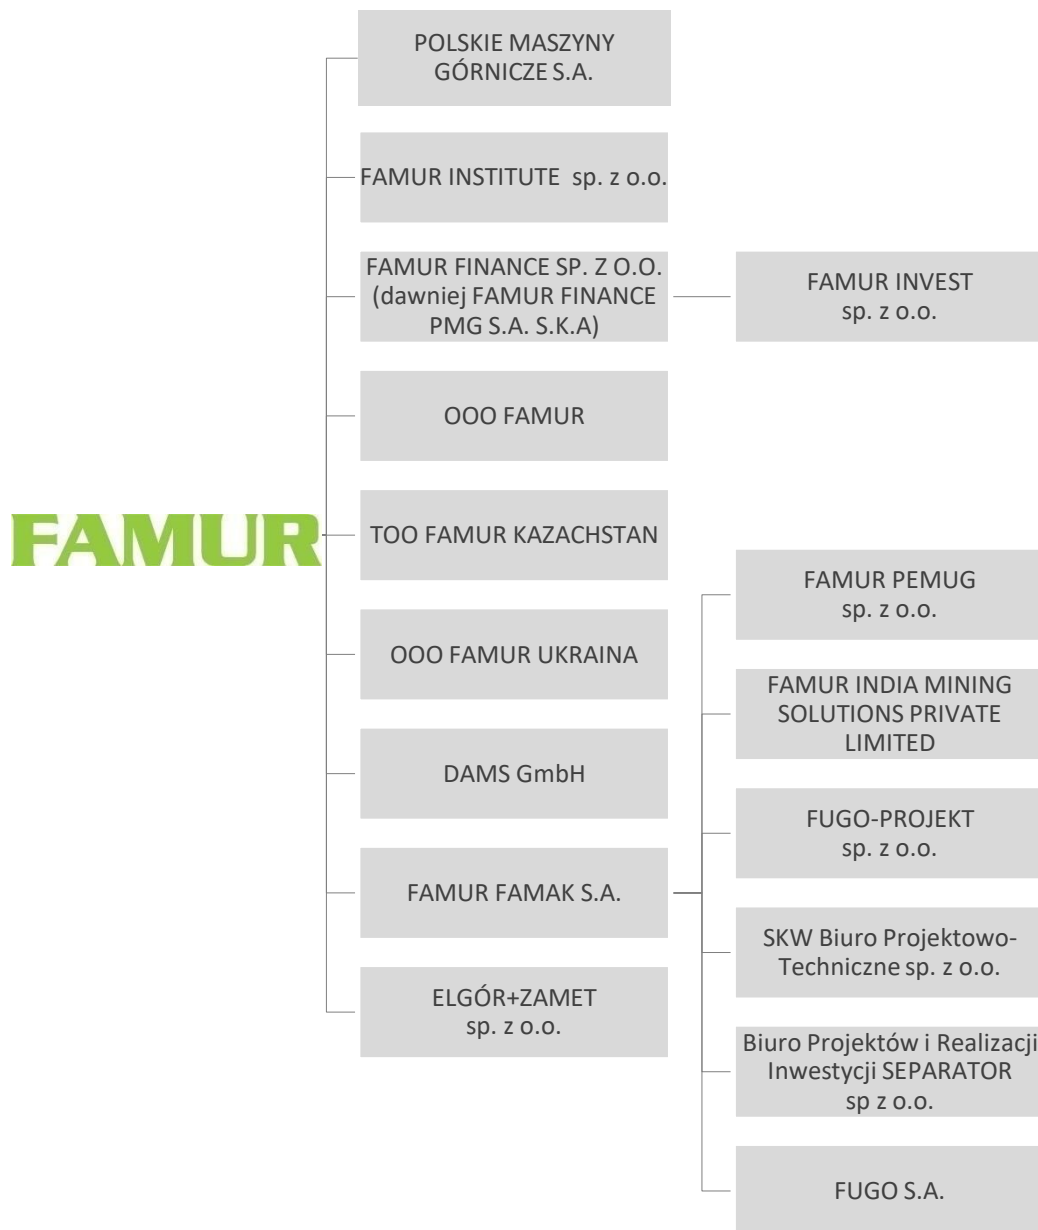 POLSKIE MASZYNY
GÓRNICZE S.A.
FAMUR INSTITUTE sp. z o.o.
FAMUR FINANCE SP. Z O.O.
(dawniej FAMUR FINANCE
PMG S.A. S.K.A)
FAMUR INVEST
sp. z o.o.
OOO FAMUR
FAMUR
TOO FAMUR KAZACHSTAN
FAMUR PEMUG
sp. z o.o.
OOO FAMUR UKRAINA
FAMUR INDIA MINING
SOLUTIONS PRIVATE
LIMITED
DAMS GmbH
FUGO-PROJEKT
sp. z o.o.
FAMUR FAMAK S.A.
SKW Biuro Projektowo-
Techniczne sp. z o.o.
ELGÓR+ZAMET
sp. z o.o.
Biuro Projektów i Realizacji
Inwestycji SEPARATOR
sp z o.o.
FUGO S.A.